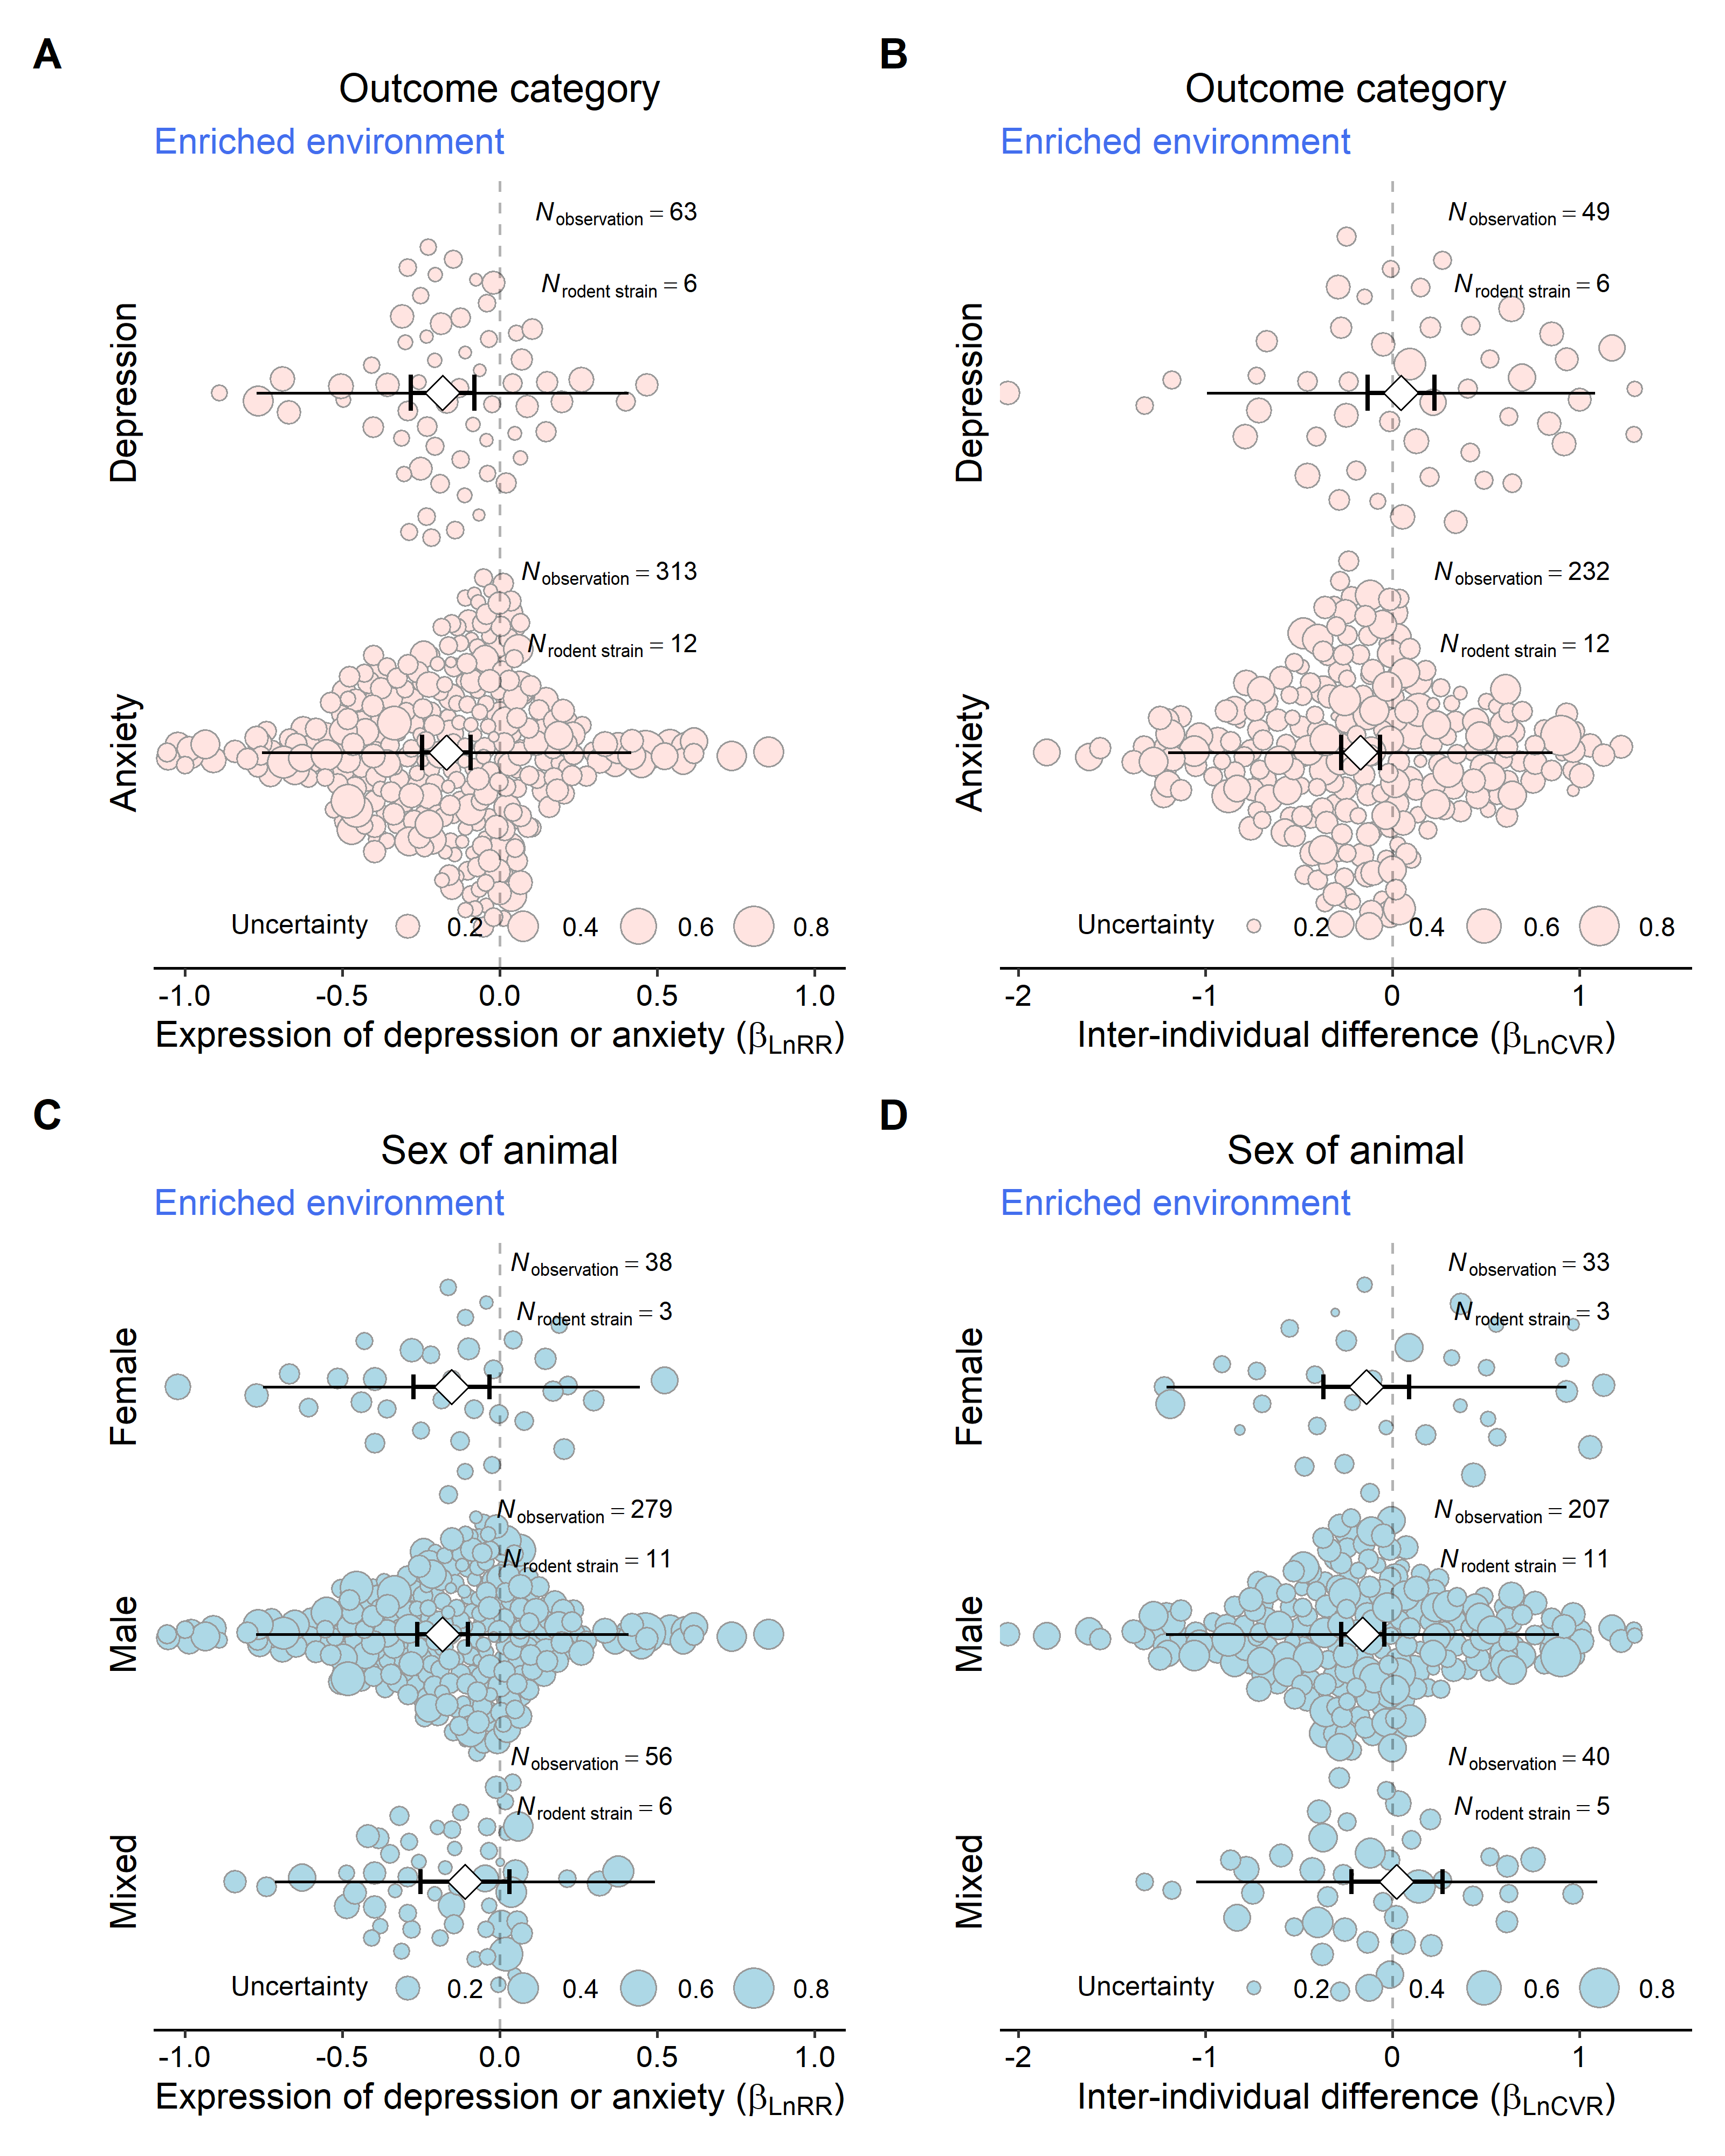 A
Outcome category
Enriched environment
N observation = 63
N rodent strain = 6
Depression
N observation = 313
N rodent strain = 12
Anxiety
Uncertainty 0.2 0.4 0.6 0.8
-1.0 -0.5 0.0 0.5 1.0
Expression of depression or anxiety (βLnRR)
B
Outcome category
Enriched environment
N observation = 49
N rodent strain = 6
Depression
N observation = 232
N rodent strain = 12
Anxiety
Uncertainty 0.2 0.4 0.6 0.8
-2 -1 0 1
Inter-individual difference (βLnCVR)
C
Sex of animal
Enriched environment
N observation = 38
N rodent strain = 3
Female
N observation = 279
N rodent strain = 11
Male
N observation = 56
N rodent strain = 6
Mixed
Uncertainty 0.2 0.4 0.6 0.8
-1.0 -0.5 0.0 0.5 1.0
Expression of depression or anxiety (βLnRR)
D
Sex of animal
Enriched environment
N observation = 33
N rodent strain = 3
Female
N observation = 207
N rodent strain = 11
Male
N observation = 40
N rodent strain = 5
Mixed
Uncertainty 0.2 0.4 0.6 0.8
-2 -1 0 1
Inter-individual difference (βLnCVR)